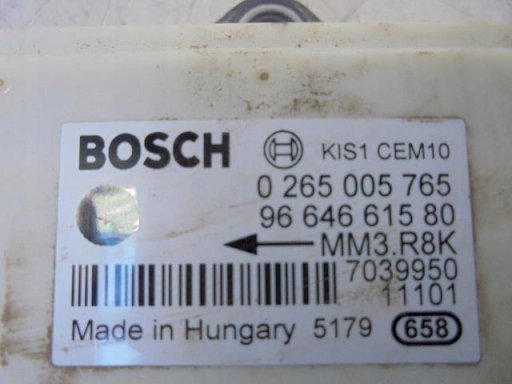 BOSCH KIS1 CEM10
0 265 005 765
96 646 615 80
MM3.R8K
7039950
11101
Made in Hungary 5179 658